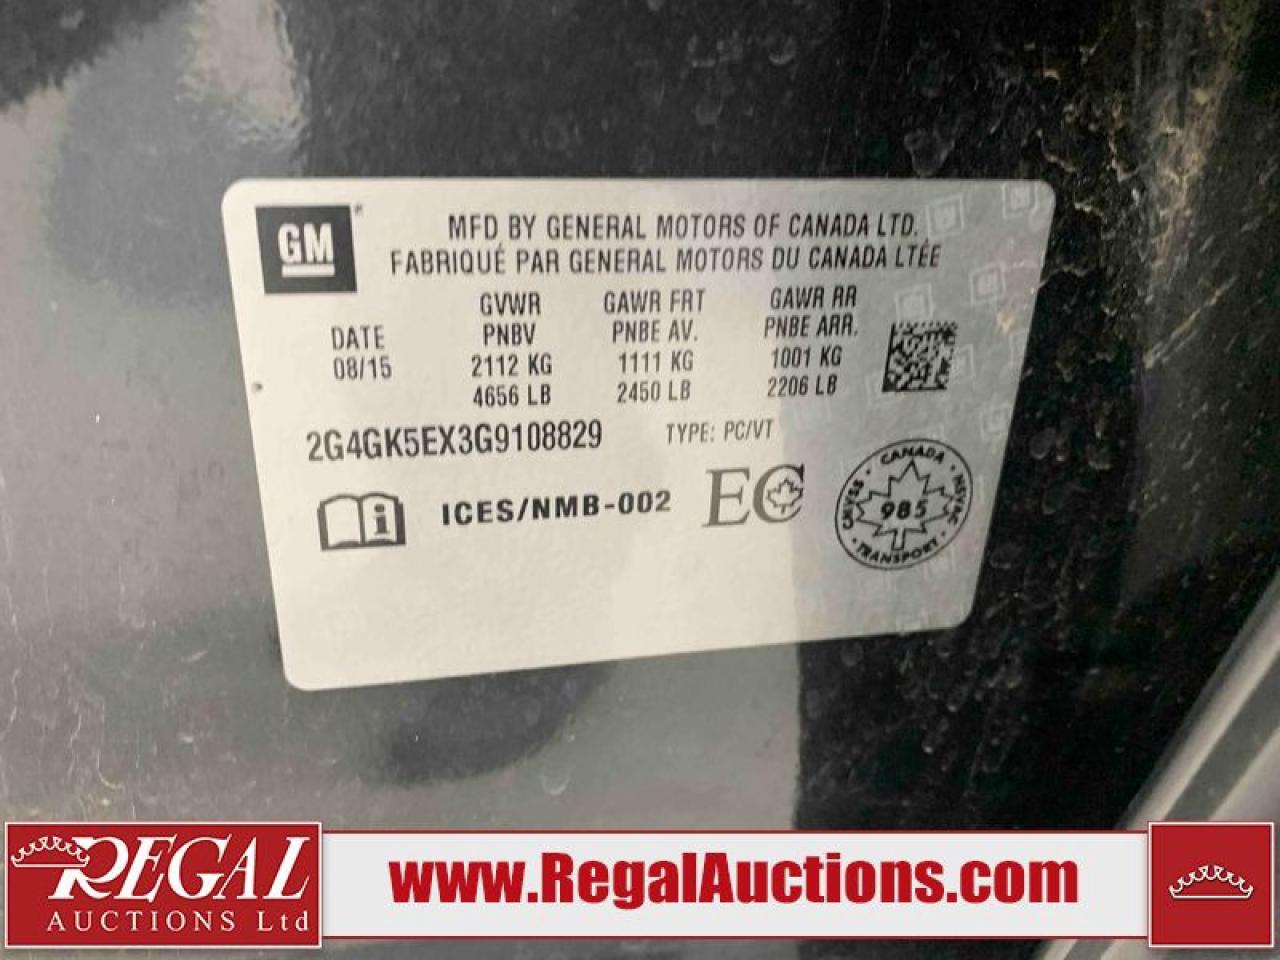 GM
MFD BY GENERAL MOTORS OF CANADA LTD.
FABRIQUÉ PAR GENERAL MOTORS DU CANADA LTÉE
DATE
08/15
GVWR
PNBV
2112 KG
4656 LB
GAWR FRT
PNBE AV.
1111 KG
2450 LB
GAWR RR
PNBE ARR.
1001 KG
2206 LB
2G4GK5EX3G9108829 TYPE: PC/VT
i ICES/NMB-002 EC
CANADA
CMVSS 985 NSVAC
TRANSPORT
REGAL
AUCTIONS Ltd
www.RegalAuctions.com